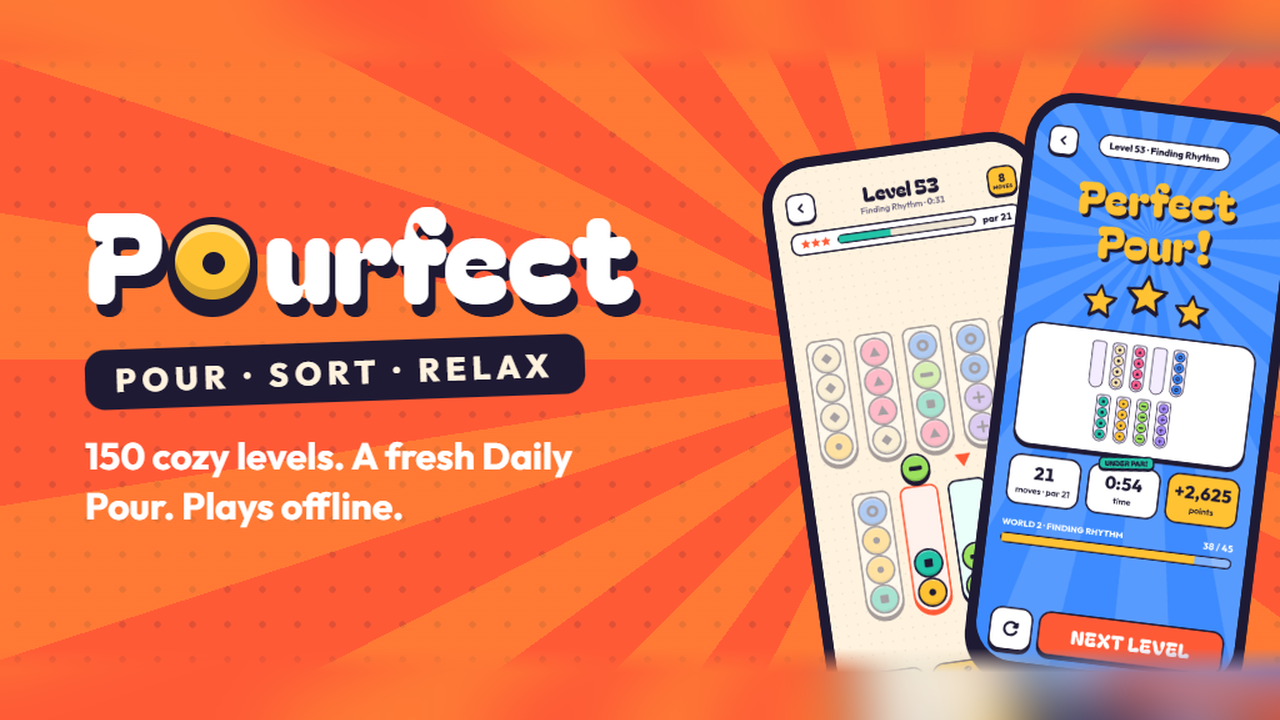 Pourfect
POUR · SORT · RELAX
150 cozy levels. A fresh Daily
Pour. Plays offline.
Level 53
Finding Rhythm · 0:31
8
MOVES
par 21
Level 53 · Finding Rhythm
Perfect
Pour!
UNDER PAR!
21
moves · par 21
0:54
time
+2,625
points
WORLD 2 · FINDING RHYTHM
38 / 45
NEXT LEVEL